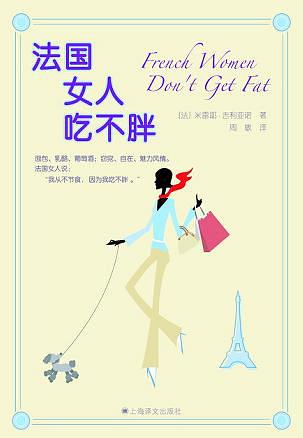 法国
女人
吃不胖
French Women
Don't Get Fat
[法] 米雷耶·吉利亚诺 著
周敏 译
面包、乳酪、葡萄酒；窈窕、自在、魅力风情。
法国女人说：
“我从不节食，因为我吃不胖。”
上海译文出版社